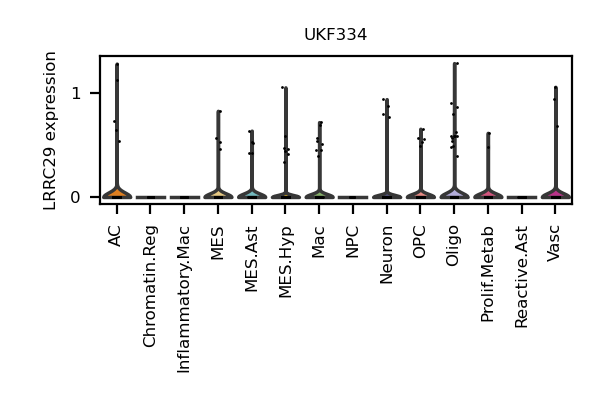 UKF334
LRRC29 expression
1
0
AC
Chromatin.Reg
Inflammatory.Mac
MES
MES.Ast
MES.Hyp
Mac
NPC
Neuron
OPC
Oligo
Prolif.Metab
Reactive.Ast
Vasc